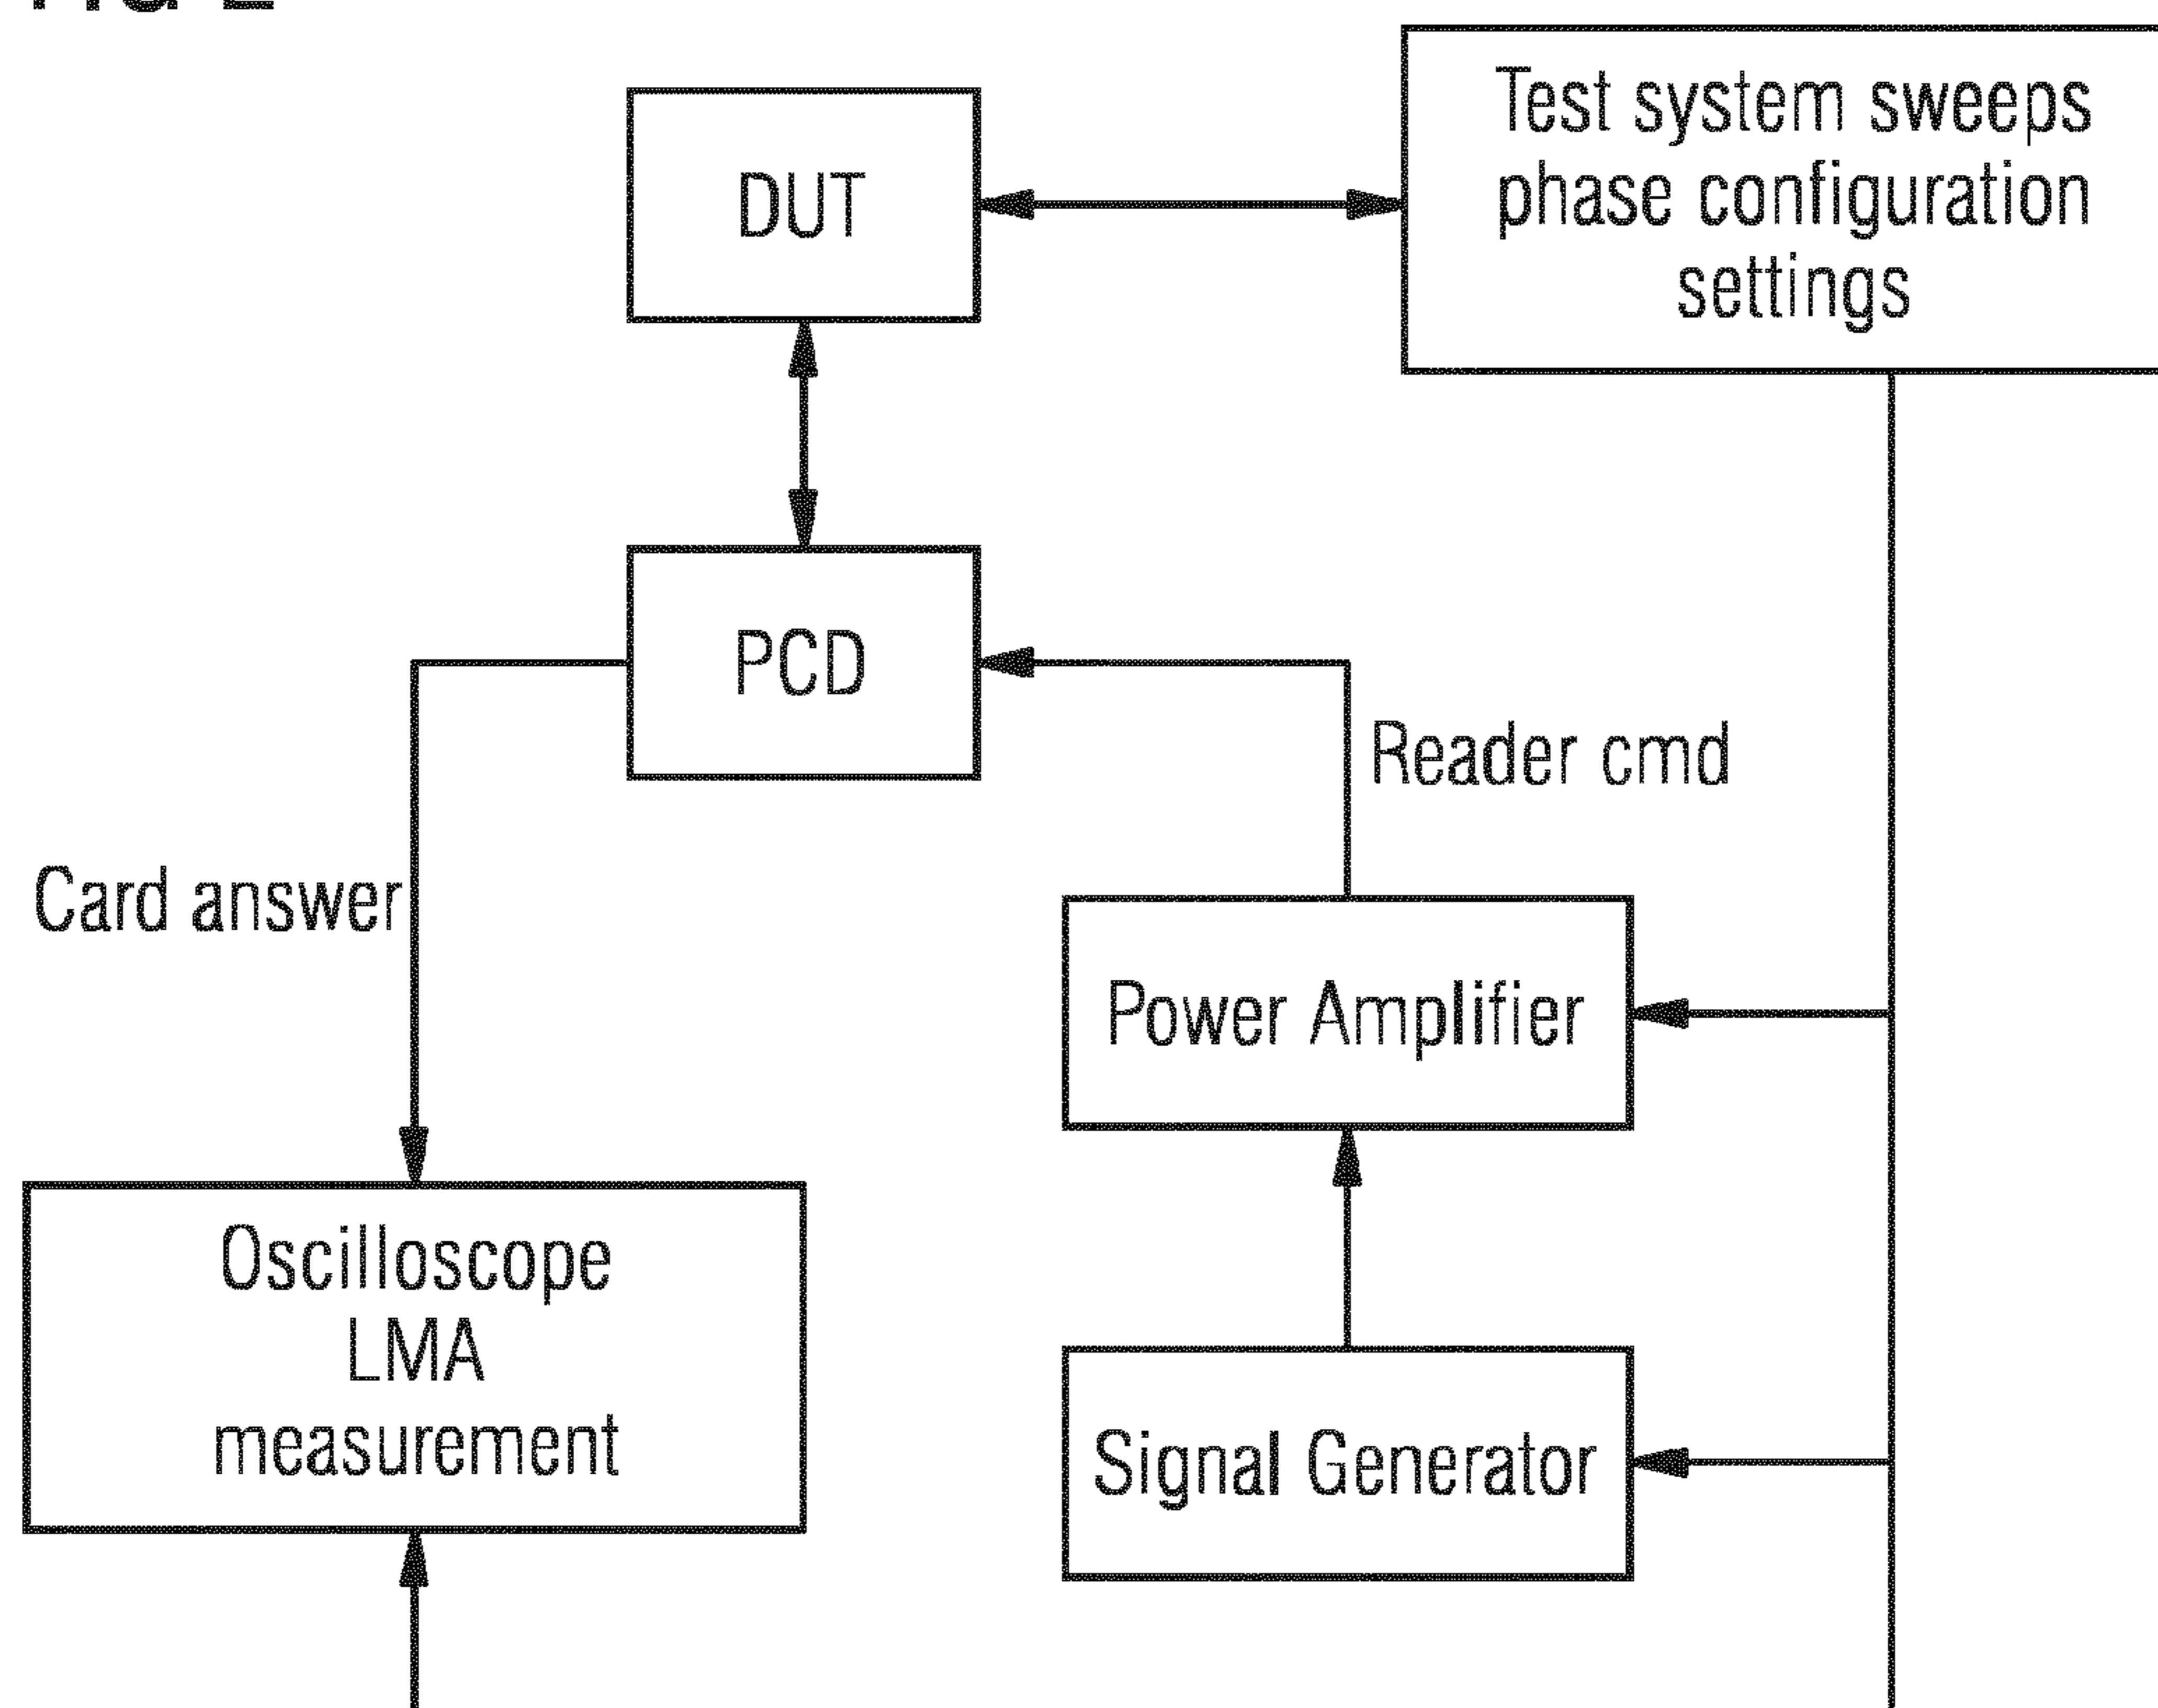 DUT
Test system sweeps
phase configuration
settings
PCD
Reader cmd
Card answer
Power Amplifier
Oscilloscope
LMA
measurement
Signal Generator